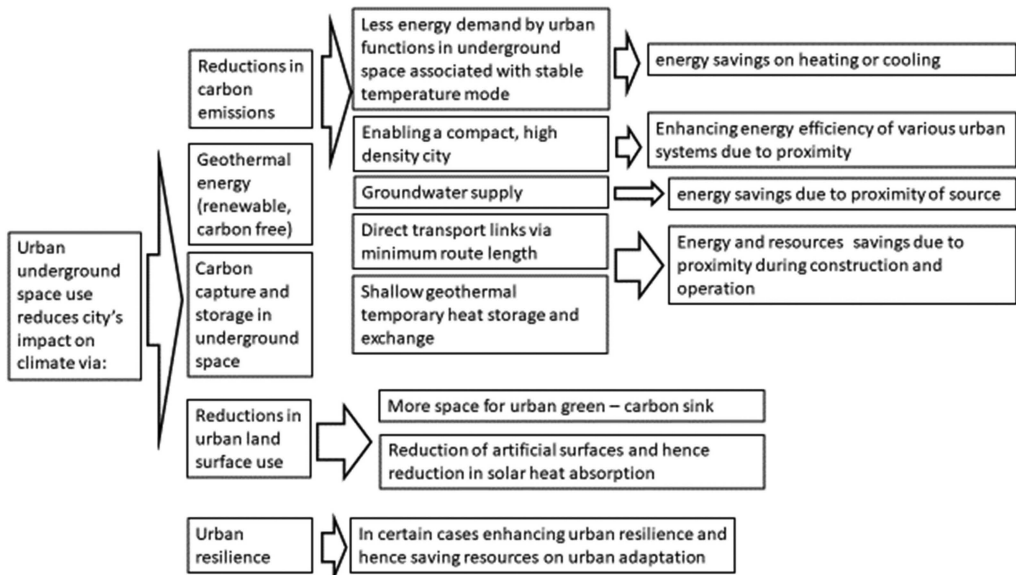 Urban
underground
space use
reduces city's
impact on
climate via:
Reductions in
carbon
emissions
Geothermal
energy
(renewable,
carbon free)
Carbon
capture and
storage in
underground
space
Reductions in
urban land
surface use
Urban
resilience
Less energy demand by urban
functions in underground
space associated with stable
temperature mode
Enabling a compact, high
density city
Groundwater supply
Direct transport links via
minimum route length
Shallow geothermal
temporary heat storage and
exchange
energy savings on heating or cooling
Enhancing energy efficiency of various urban
systems due to proximity
energy savings due to proximity of source
Energy and resources savings due to
proximity during construction and
operation
More space for urban green – carbon sink
Reduction of artificial surfaces and hence
reduction in solar heat absorption
In certain cases enhancing urban resilience and
hence saving resources on urban adaptation